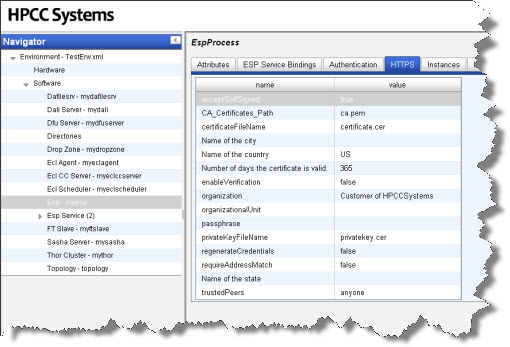 HPCC Systems
Navigator
Environment - TestEnv.xml
Hardware
Software
Dafilesrv - mydafilesrv
Dali Server - mydali
Dfu Server - mydfuserver
Directories
Drop Zone - mydropzone
Ecl Agent - myeclagent
Ecl CC Server - myeclccserver
Ecl Scheduler - myeclscheduler
Esp - myesp
Esp Service (2)
FT Slave - myftslave
Sasha Server - mysasha
Thor Cluster - mythor
Topology - topology
EspProcess
Attributes ESP Service Bindings Authentication HTTPS Instances
name value
acceptSelfSigned true
CA_Certificates_Path ca.pem
certificateFileName certificate.cer
Name of the city
Name of the country. US
Number of days the certificate is valid. 365
enableVerification false
organization Customer of HPCCSystems
organizationalUnit
passphrase
privateKeyFileName privatekey.cer
regenerateCredentials false
requireAddressMatch false
Name of the state
trustedPeers anyone